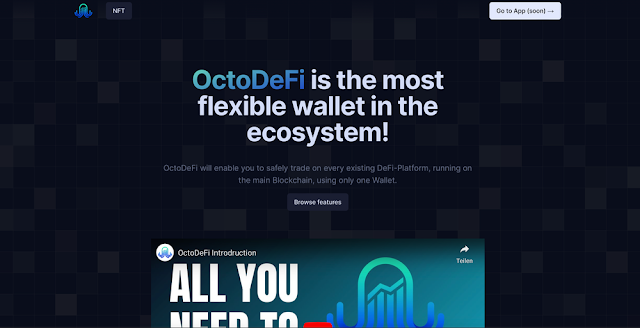 NFT
Go to App (soon) →
OctoDeFi is the most
flexible wallet in the
ecosystem!
OctoDeFi will enable you to safely trade on every existing DeFi-Platform, running on
the main Blockchain, using only one Wallet.
Browse features
OctoDeFi Introdruction
Teilen
ALL YOU
NEED TO